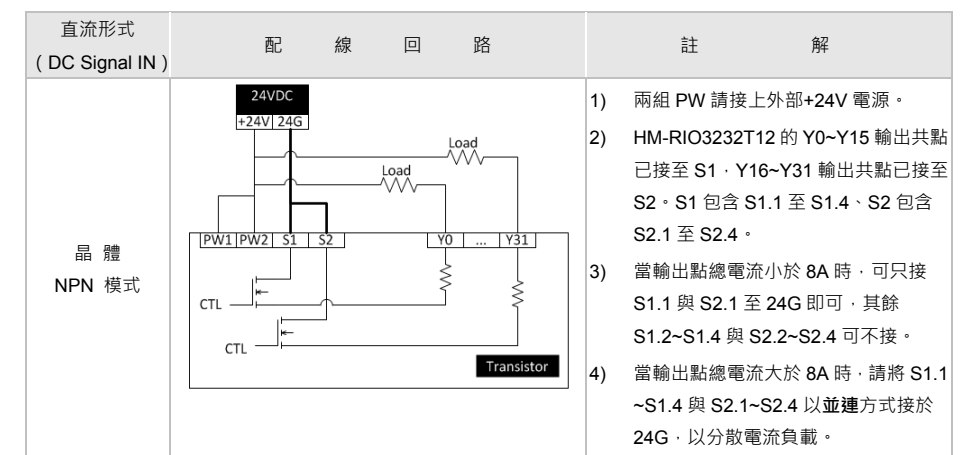 直流形式
（DC Signal IN）
配 線 回 路
註 解
晶 體
NPN 模式
24VDC
+24V 24G
Load
Load
PW1 PW2 S1 S2 Y0 ... Y31
CTL
CTL
Transistor
1) 兩組 PW 請接上外部+24V 電源。
2) HM-RIO3232T12 的 Y0~Y15 輸出共點
已接至 S1，Y16~Y31 輸出共點已接至
S2。S1 包含 S1.1 至 S1.4、S2 包含
S2.1 至 S2.4。
3) 當輸出點總電流小於 8A 時，可只接
S1.1 與 S2.1 至 24G 即可，其餘
S1.2~S1.4 與 S2.2~S2.4 可不接。
4) 當輸出點總電流大於 8A 時，請將 S1.1
~S1.4 與 S2.1~S2.4 以並連方式接於
24G，以分散電流負載。